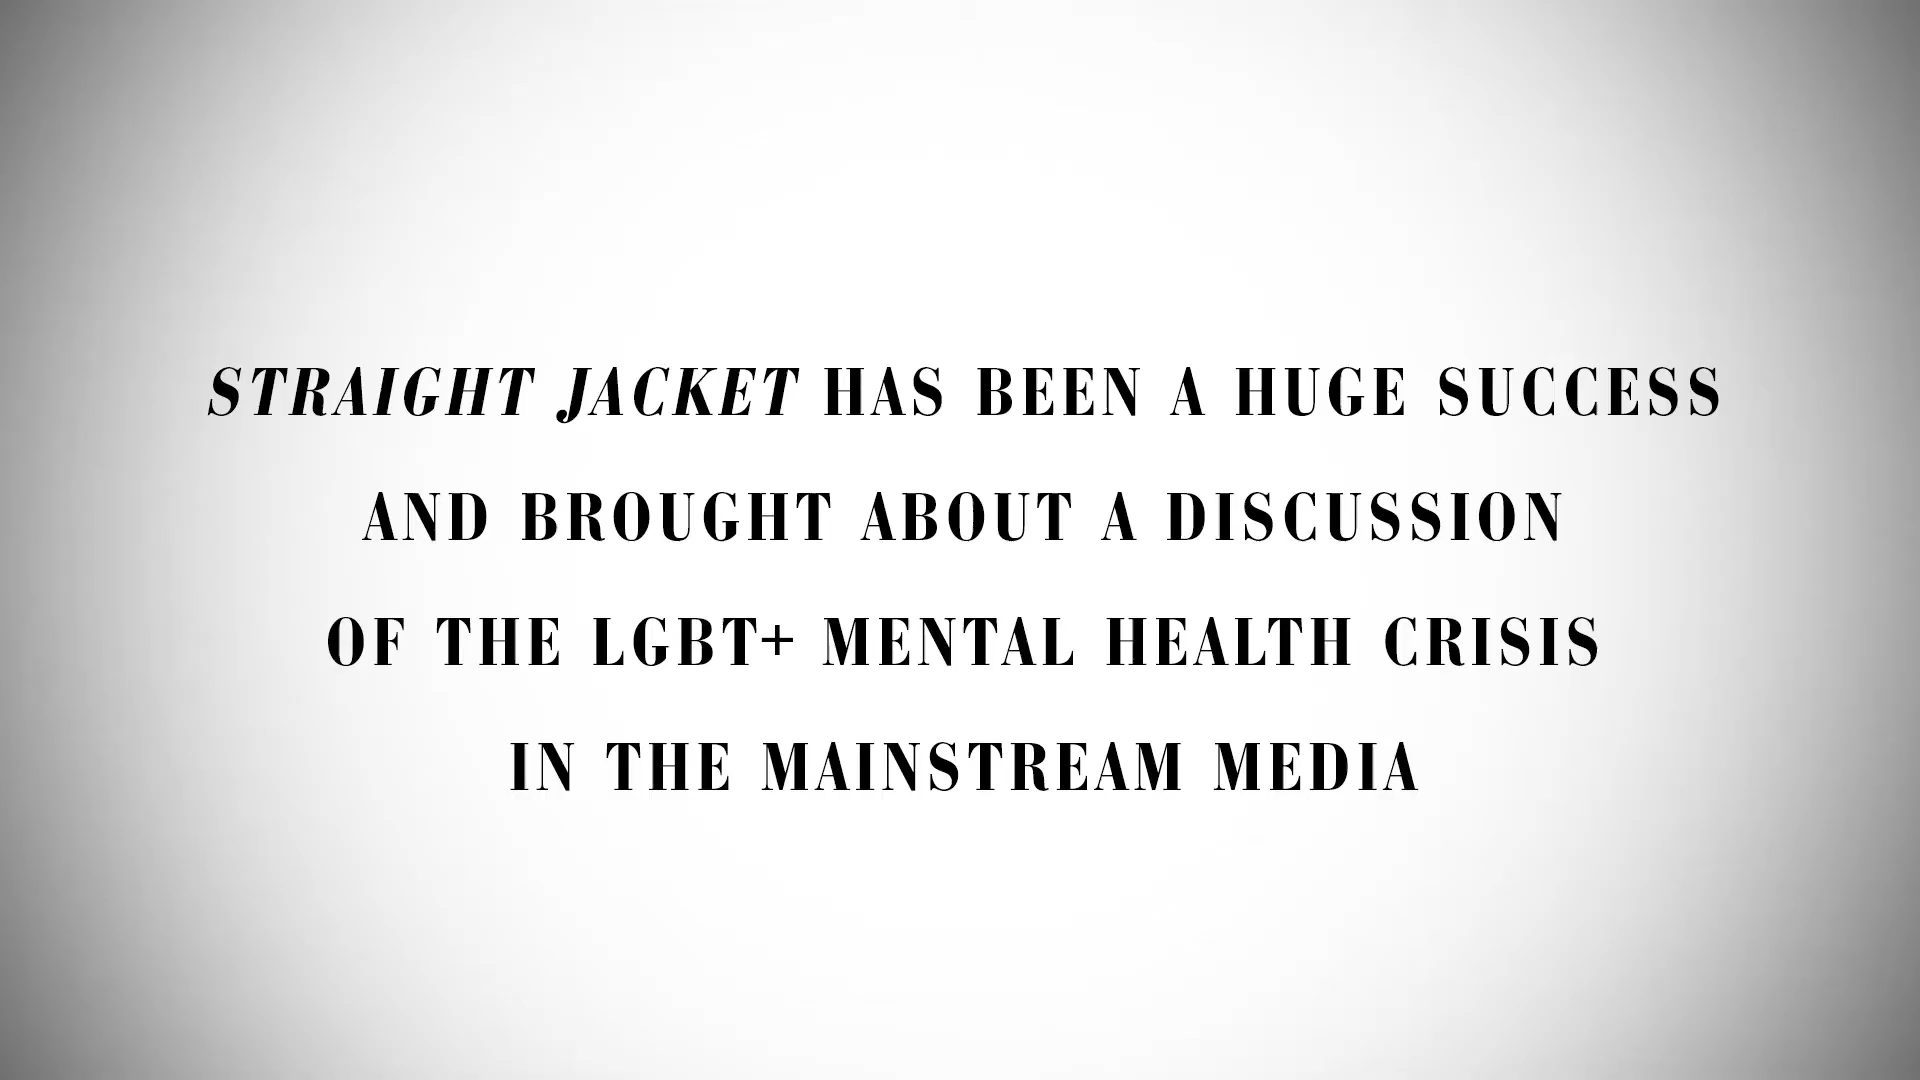 STRAIGHT JACKET HAS BEEN A HUGE SUCCESS
AND BROUGHT ABOUT A DISCUSSION
OF THE LGBT+ MENTAL HEALTH CRISIS
IN THE MAINSTREAM MEDIA